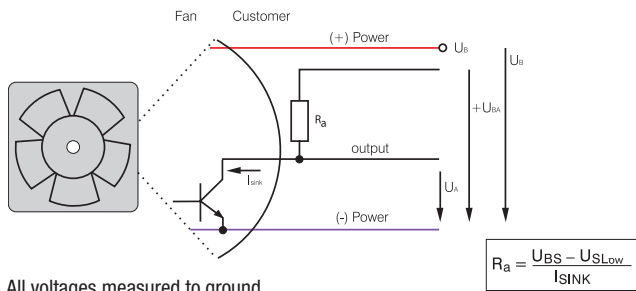 Fan Customer
(+) Power
UB
UB
Ra
+UBA
output
Isink
UA
(-) Power
Ra = UBS – USLow
ISINK
All voltages measured to ground